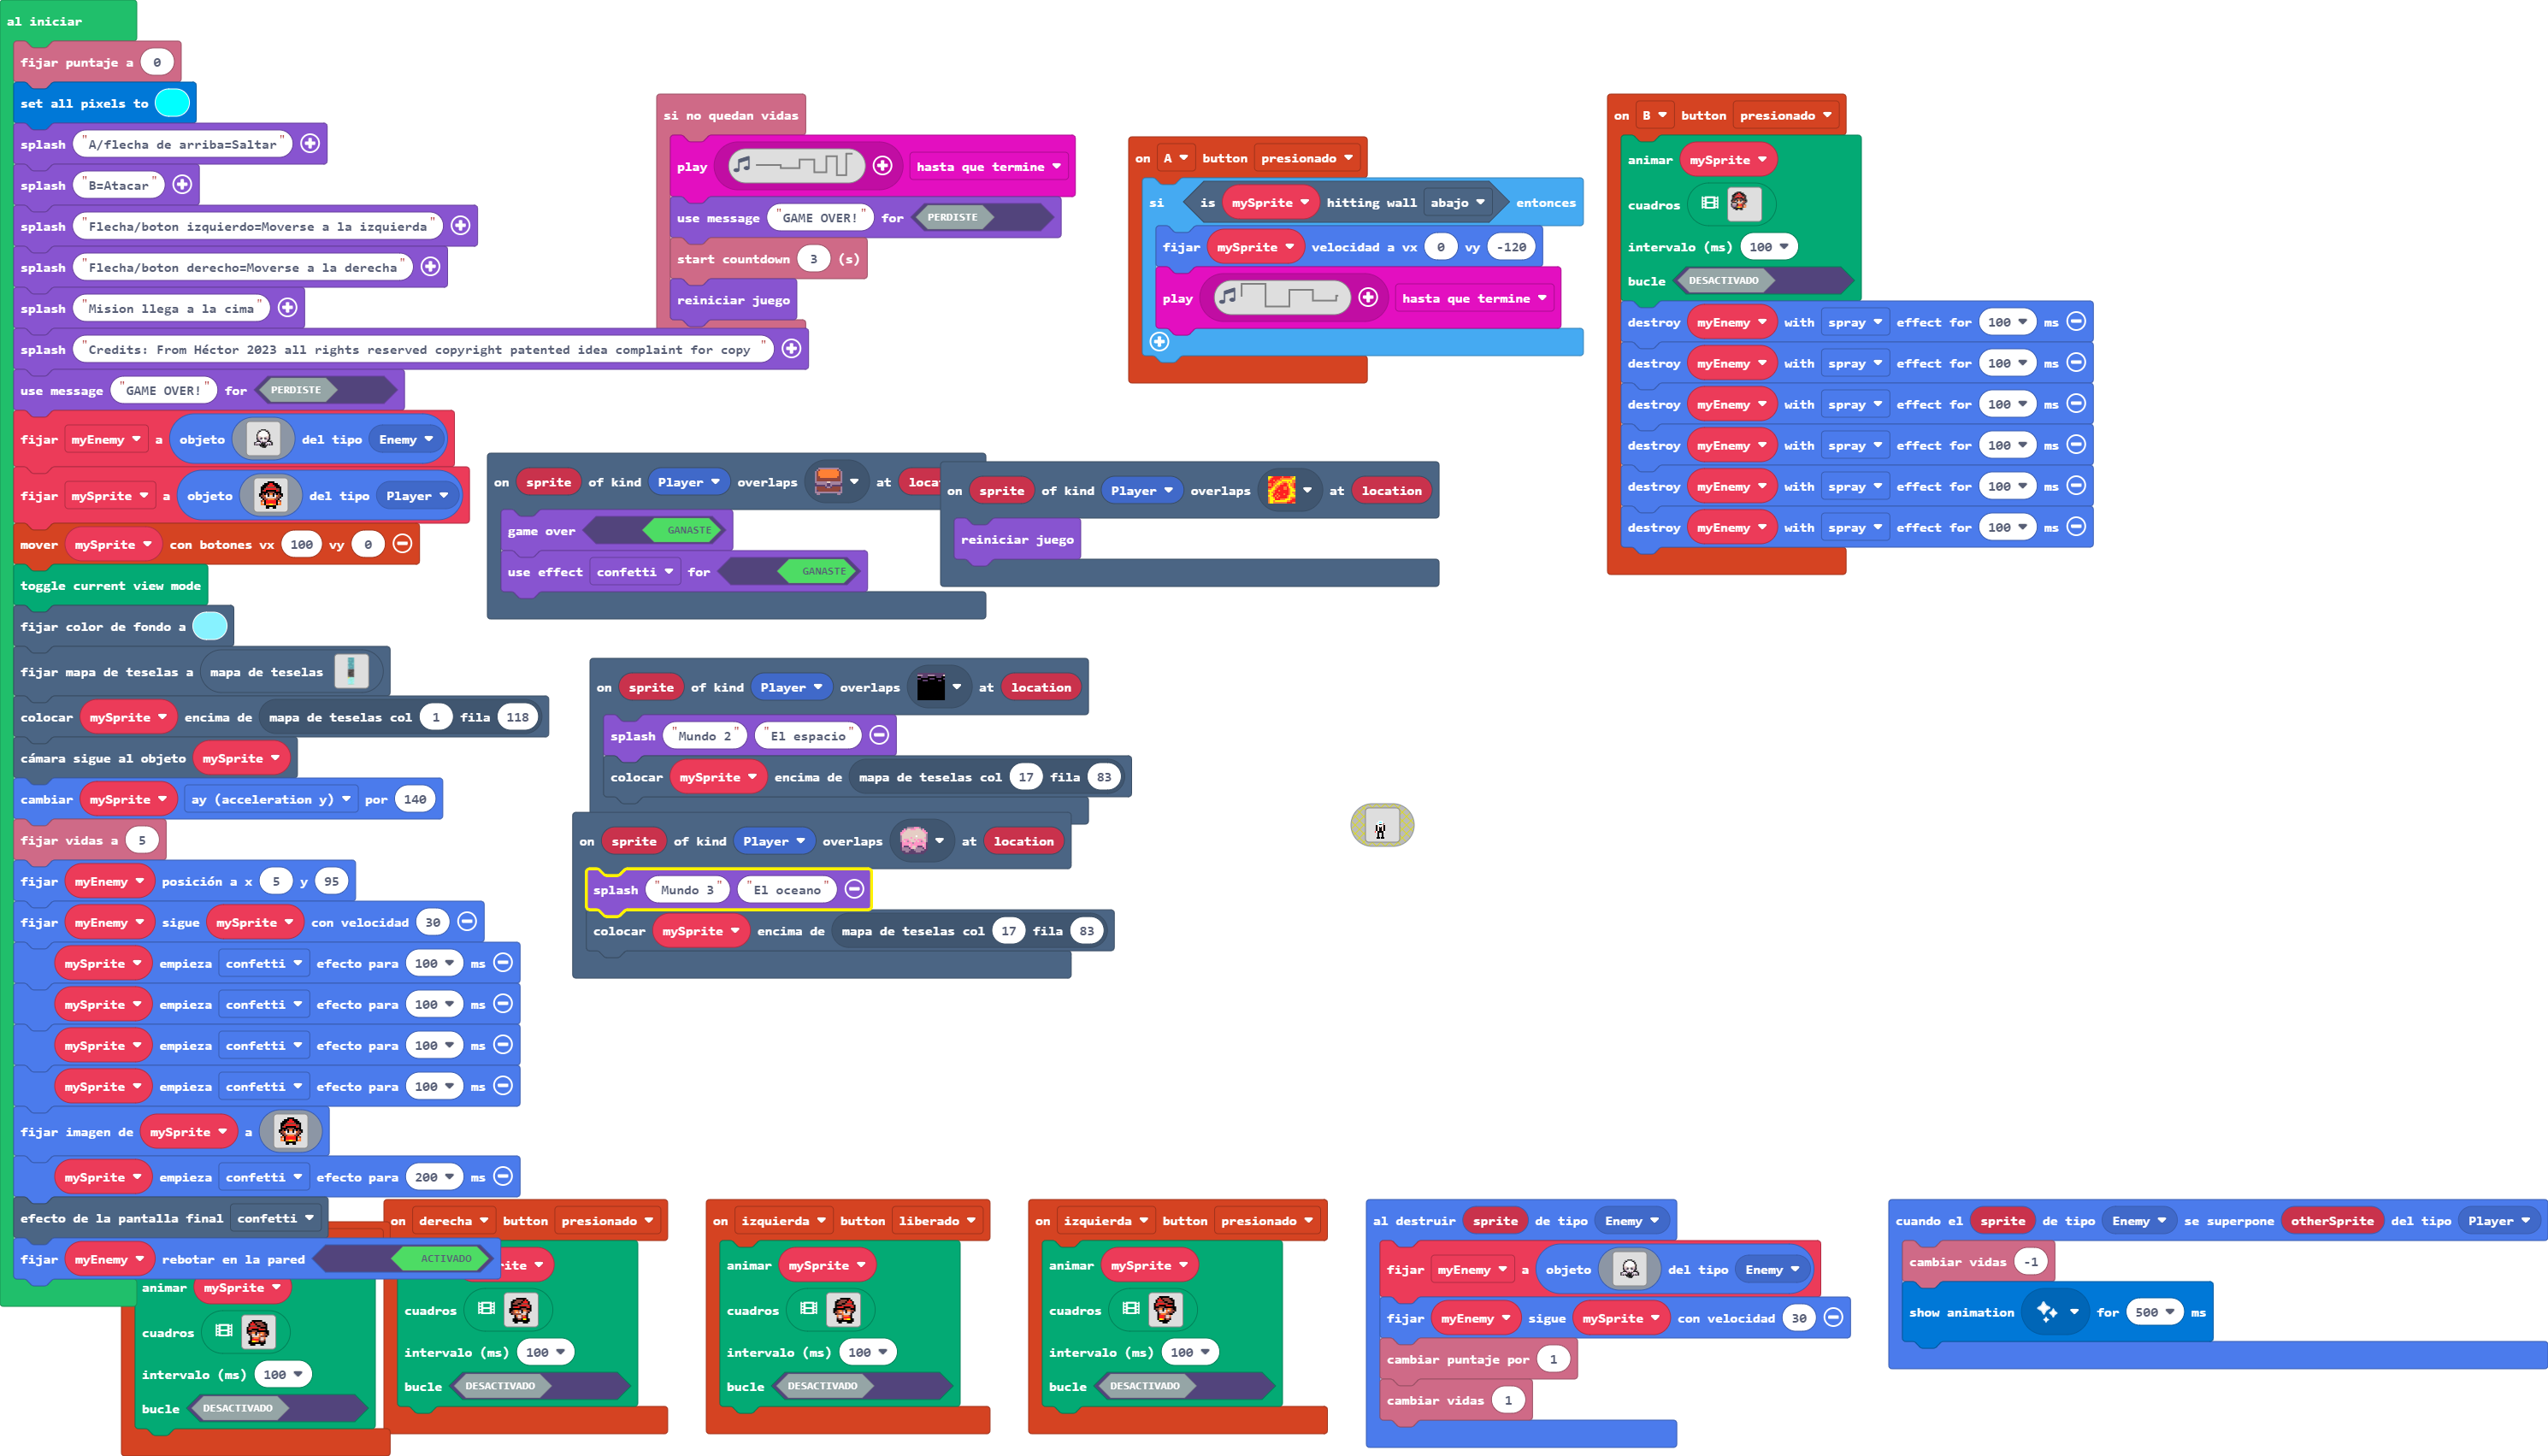 al iniciar
fijar puntaje a 0
set all pixels to
splash "A/flecha de arriba=Saltar"
splash "B=Atacar"
splash "Flecha/boton izquierdo=Moverse a la izquierda"
splash "Flecha/boton derecho=Moverse a la derecha"
splash "Mision llega a la cima"
splash "Credits: From Héctor 2023 all rights reserved copyright patented idea complaint for copy "
use message "GAME OVER!" for PERDISTE
fijar myEnemy a objeto del tipo Enemy
fijar mySprite a objeto del tipo Player
mover mySprite con botones vx 100 vy 0
toggle current view mode
fijar color de fondo a
fijar mapa de teselas a mapa de teselas
colocar mySprite encima de mapa de teselas col 1 fila 118
cámara sigue al objeto mySprite
cambiar mySprite ay (acceleration y) por 140
fijar vidas a 5
fijar myEnemy posición a x 5 y 95
fijar myEnemy sigue mySprite con velocidad 30
mySprite empieza confetti efecto para 100 ms
mySprite empieza confetti efecto para 100 ms
mySprite empieza confetti efecto para 100 ms
mySprite empieza confetti efecto para 100 ms
fijar imagen de mySprite a
mySprite empieza confetti efecto para 200 ms
efecto de la pantalla final confetti
fijar myEnemy rebotar en la pared ACTIVADO
si no quedan vidas
play hasta que termine
use message "GAME OVER!" for PERDISTE
start countdown 3 (s)
reiniciar juego
on A button presionado
si is mySprite hitting wall abajo entonces
fijar mySprite velocidad a vx 0 vy -120
play hasta que termine
on B button presionado
animar mySprite
cuadros
intervalo (ms) 100
bucle DESACTIVADO
destroy myEnemy with spray effect for 100 ms
destroy myEnemy with spray effect for 100 ms
destroy myEnemy with spray effect for 100 ms
destroy myEnemy with spray effect for 100 ms
destroy myEnemy with spray effect for 100 ms
destroy myEnemy with spray effect for 100 ms
on sprite of kind Player overlaps at
game over GANASTE
use effect confetti for GANASTE
on sprite of kind Player overlaps at location
reiniciar juego
on sprite of kind Player overlaps at location
splash "Mundo 2" "El espacio"
colocar mySprite encima de mapa de teselas col 17 fila 83
on sprite of kind Player overlaps at location
splash "Mundo 3" "El oceano"
colocar mySprite encima de mapa de teselas col 17 fila 83
animar mySprite
cuadros
intervalo (ms) 100
bucle DESACTIVADO
on derecha button presionado
cuadros
intervalo (ms) 100
bucle DESACTIVADO
on izquierda button liberado
animar mySprite
cuadros
intervalo (ms) 100
bucle DESACTIVADO
on izquierda button presionado
animar mySprite
cuadros
intervalo (ms) 100
bucle DESACTIVADO
al destruir sprite de tipo Enemy
fijar myEnemy a objeto del tipo Enemy
fijar myEnemy sigue mySprite con velocidad 30
cambiar puntaje por 1
cambiar vidas 1
cuando el sprite de tipo Enemy se superpone otherSprite del tipo Player
cambiar vidas -1
show animation for 500 ms